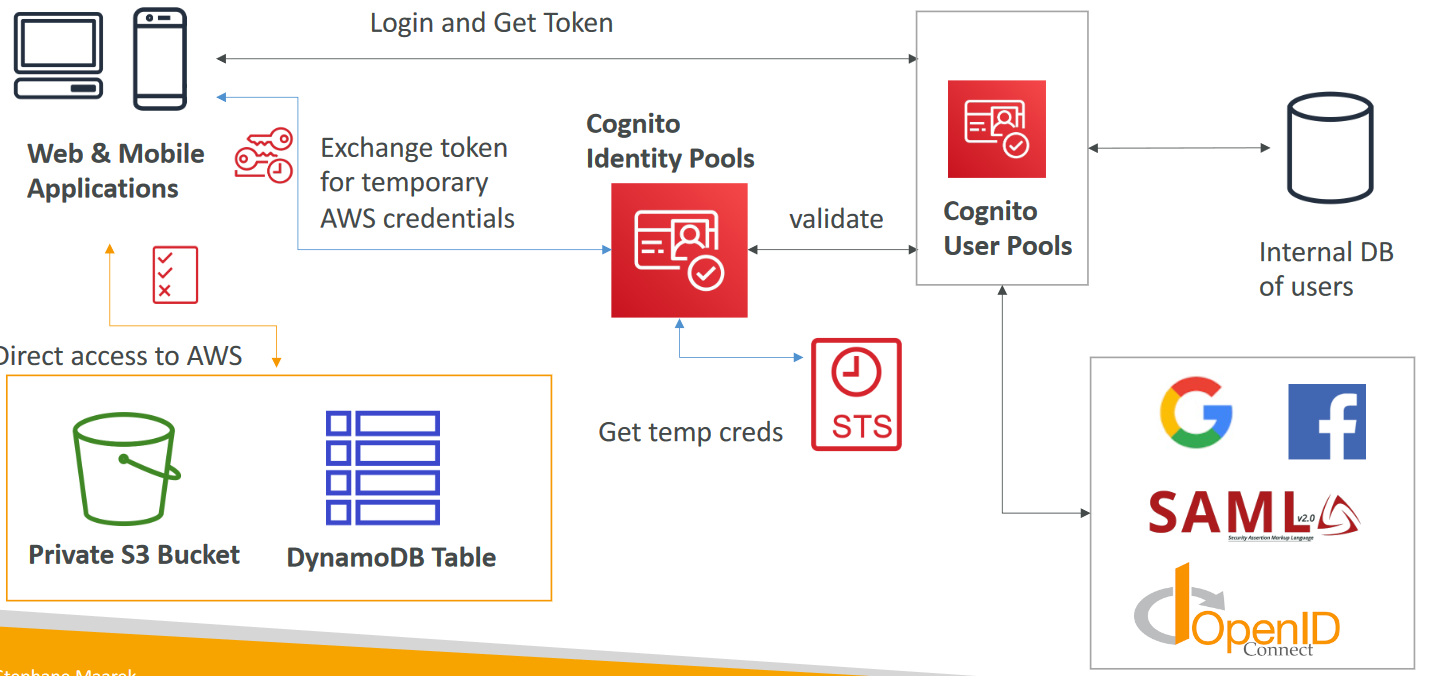 Login and Get Token
Web & Mobile
Applications
Exchange token
for temporary
AWS credentials
Cognito
Identity Pools
validate
Cognito
User Pools
Internal DB
of users
Direct access to AWS
Get temp creds
STS
Private S3 Bucket
DynamoDB Table
SAML
v2.0
Security Assertion Markup Language
OpenID
Connect
Stephane Maarek